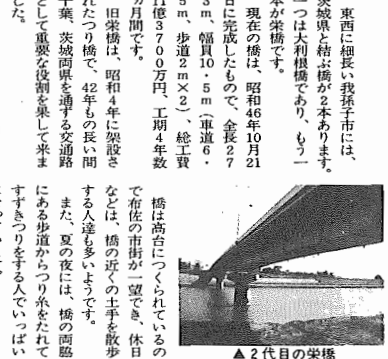 東西に細長い我孫子市には、
茨城県と結ぶ橋が2本あります。
一つは大利根橋であり、もう一
本が栄橋です。
現在の橋は、昭和46年10月21
日に完成したもので、全長27
3m、幅員10・5m(車道6・
5m、歩道2m×2)、総工費
11億3700万円、工期4年数
ヵ月間です。
旧栄橋は、昭和4年に架設さ
れたつり橋で、42年もの長い間
千葉、茨城両県を通ずる交通路
として重要な役割を果して来ま
した。
▲2代目の栄橋
橋は高台につくられているの
で布佐の市街が一望でき、休日
などは、橋の近くの土手を散歩
する人達も多いようです。
また、夏の夜には、橋の両脇
にある歩道からつり糸をたれて
すずきつりをする人でいっぱい